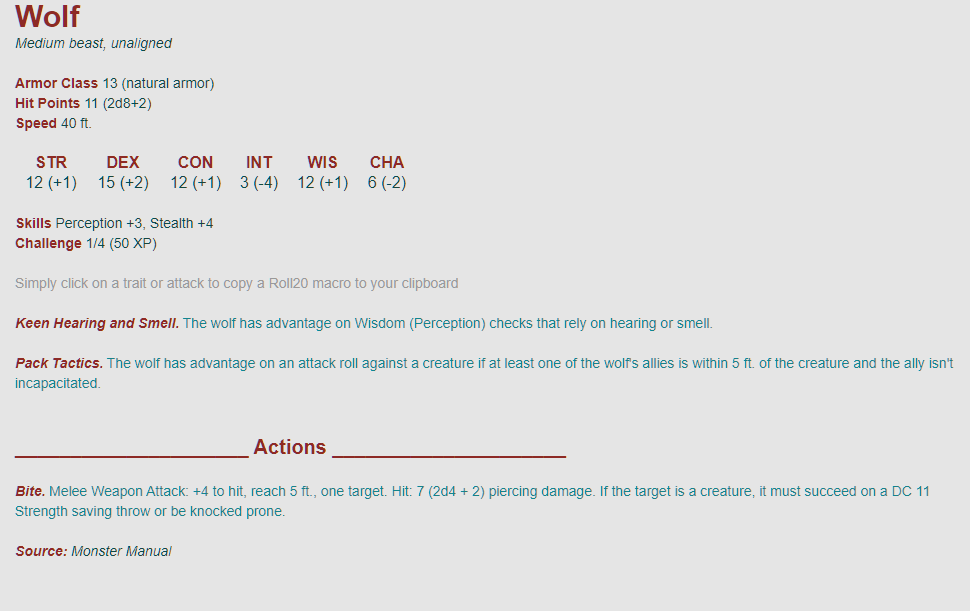 Wolf
Medium beast, unaligned
Armor Class 13 (natural armor)
Hit Points 11 (2d8+2)
Speed 40 ft.
STR DEX CON INT WIS CHA
12 (+1) 15 (+2) 12 (+1) 3 (-4) 12 (+1) 6 (-2)
Skills Perception +3, Stealth +4
Challenge 1/4 (50 XP)
Simply click on a trait or attack to copy a Roll20 macro to your clipboard
Keen Hearing and Smell. The wolf has advantage on Wisdom (Perception) checks that rely on hearing or smell.
Pack Tactics. The wolf has advantage on an attack roll against a creature if at least one of the wolf's allies is within 5 ft. of the creature and the ally isn't
incapacitated.
_____________________ Actions _____________________
Bite. Melee Weapon Attack: +4 to hit, reach 5 ft., one target. Hit: 7 (2d4 + 2) piercing damage. If the target is a creature, it must succeed on a DC 11
Strength saving throw or be knocked prone.
Source: Monster Manual